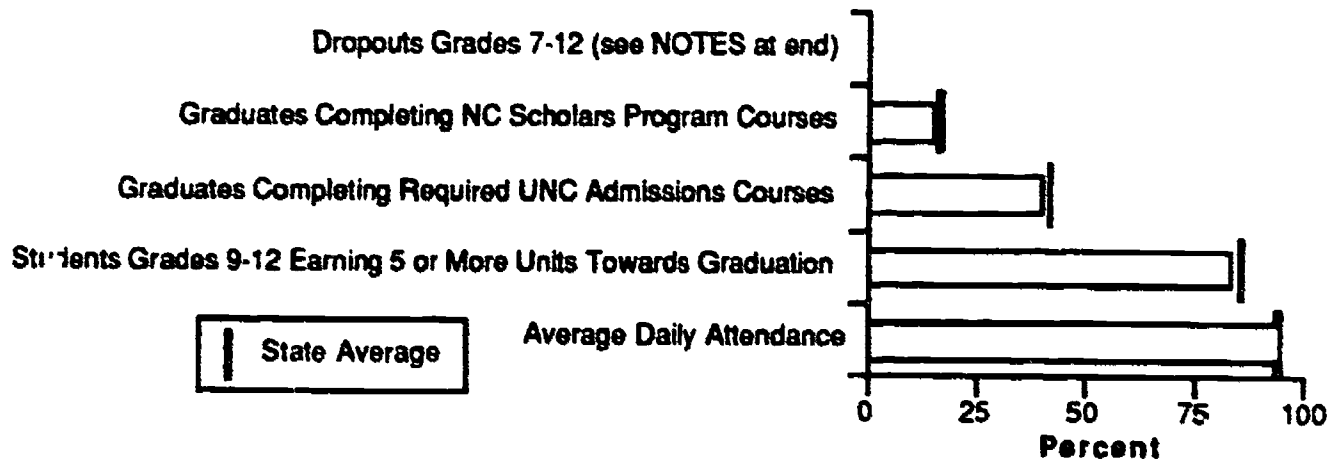 Dropouts Grades 7-12 (see NOTES at end)
Graduates Completing NC Scholars Program Courses
Graduates Completing Required UNC Admissions Courses
Students Grades 9-12 Earning 5 or More Units Towards Graduation
Average Daily Attendance
State Average
0 25 50 75 100
Percent